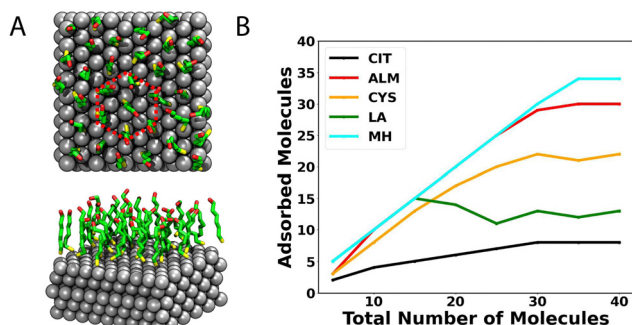 A
B
40
35
30
25
20
15
10
5
0
Adsorbed Molecules
CIT
ALM
CYS
LA
MH
10
20
30
40
Total Number of Molecules